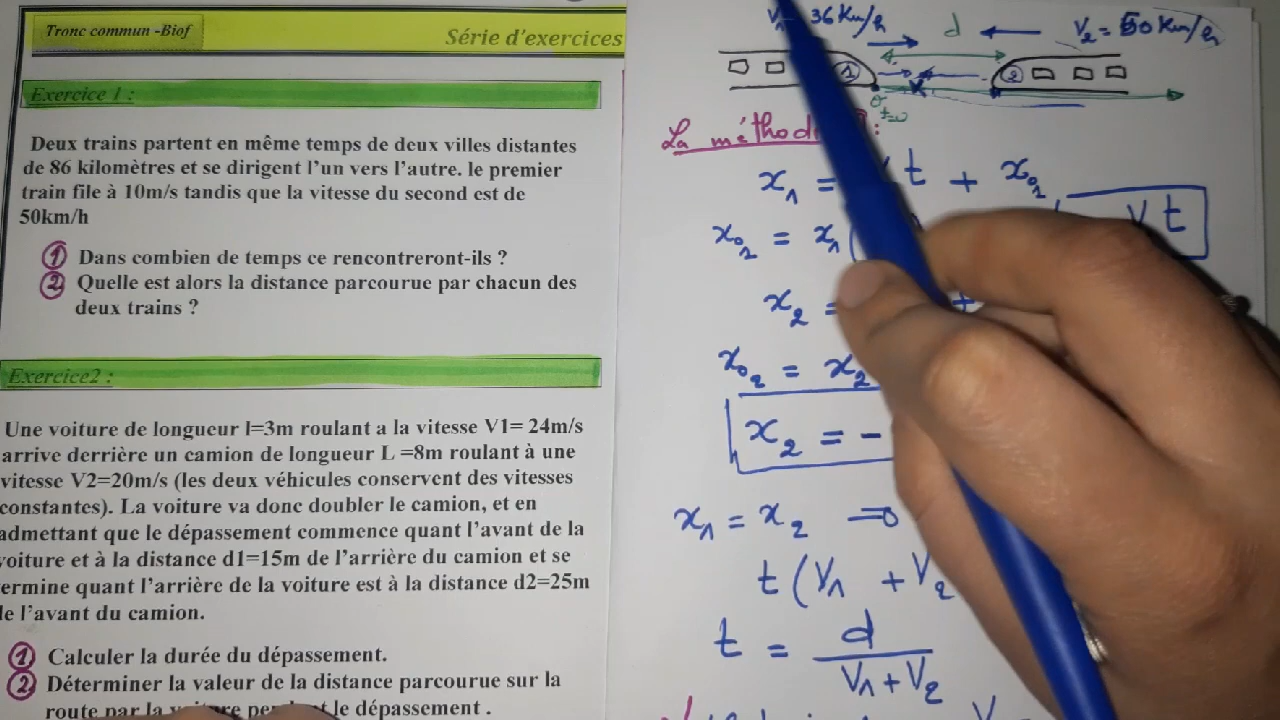 Tronc commun -Biof
Série d'exercices
Exercice 1 :
Deux trains partent en même temps de deux villes distantes
de 86 kilomètres et se dirigent l'un vers l'autre. le premier
train file à 10m/s tandis que la vitesse du second est de
50km/h
① Dans combien de temps ce rencontreront-ils ?
② Quelle est alors la distance parcourue par chacun des
deux trains ?
Exercice2 :
Une voiture de longueur l=3m roulant a la vitesse V1= 24m/s
arrive derrière un camion de longueur L =8m roulant à une
vitesse V2=20m/s (les deux véhicules conservent des vitesses
constantes). La voiture va donc doubler le camion, et en
admettant que le dépassement commence quant l'avant de la
voiture et à la distance d1=15m de l'arrière du camion et se
termine quant l'arrière de la voiture est à la distance d2=25m
de l'avant du camion.
① Calculer la durée du dépassement.
② Déterminer la valeur de la distance parcourue sur la
route par la le dépassement .
36 Km/h d V₂ = 50 Km/h
① ②
La
x₁ = t + x₀₁
x₀₁ = x₁( t
x₂ = +
x₀₂ = x₂
x₂ = -
x₁ = x₂ ⇒
t (V₁ + V₂
t = d / V₁ + V₂